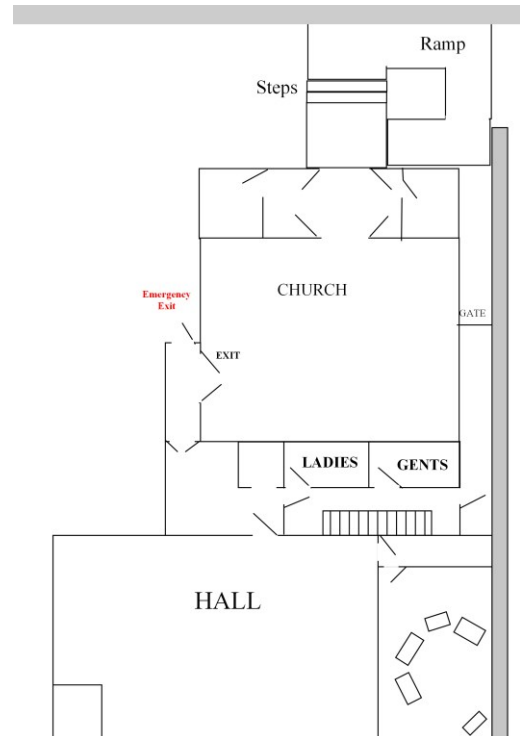 Ramp
Steps
CHURCH
Emergency
Exit
GATE
EXIT
LADIES
GENTS
HALL